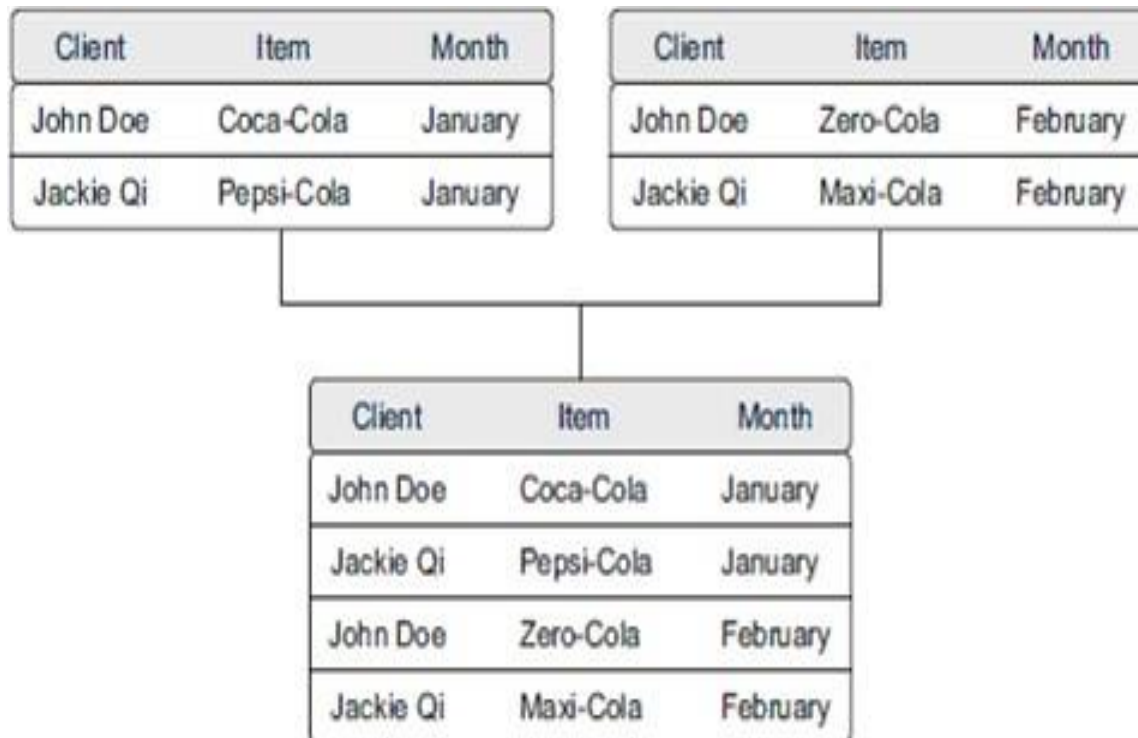 Client Item Month
John Doe Coca-Cola January
Jackie Qi Pepsi-Cola January
Client Item Month
John Doe Zero-Cola February
Jackie Qi Maxi-Cola February
Client Item Month
John Doe Coca-Cola January
Jackie Qi Pepsi-Cola January
John Doe Zero-Cola February
Jackie Qi Maxi-Cola February